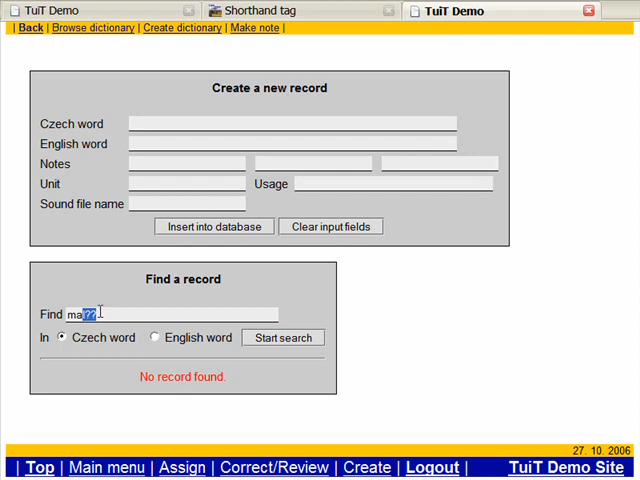 TuiT Demo
Shorthand tag
TuiT Demo
| Back | Browse dictionary | Create dictionary | Make note |
Create a new record
Czech word
English word
Notes
Unit
Usage
Sound file name
Insert into database
Clear input fields
Find a record
Find
In
Czech word
English word
Start search
No record found.
27. 10. 2006
| Top | Main menu | Assign | Correct/Review | Create | Logout |
TuiT Demo Site